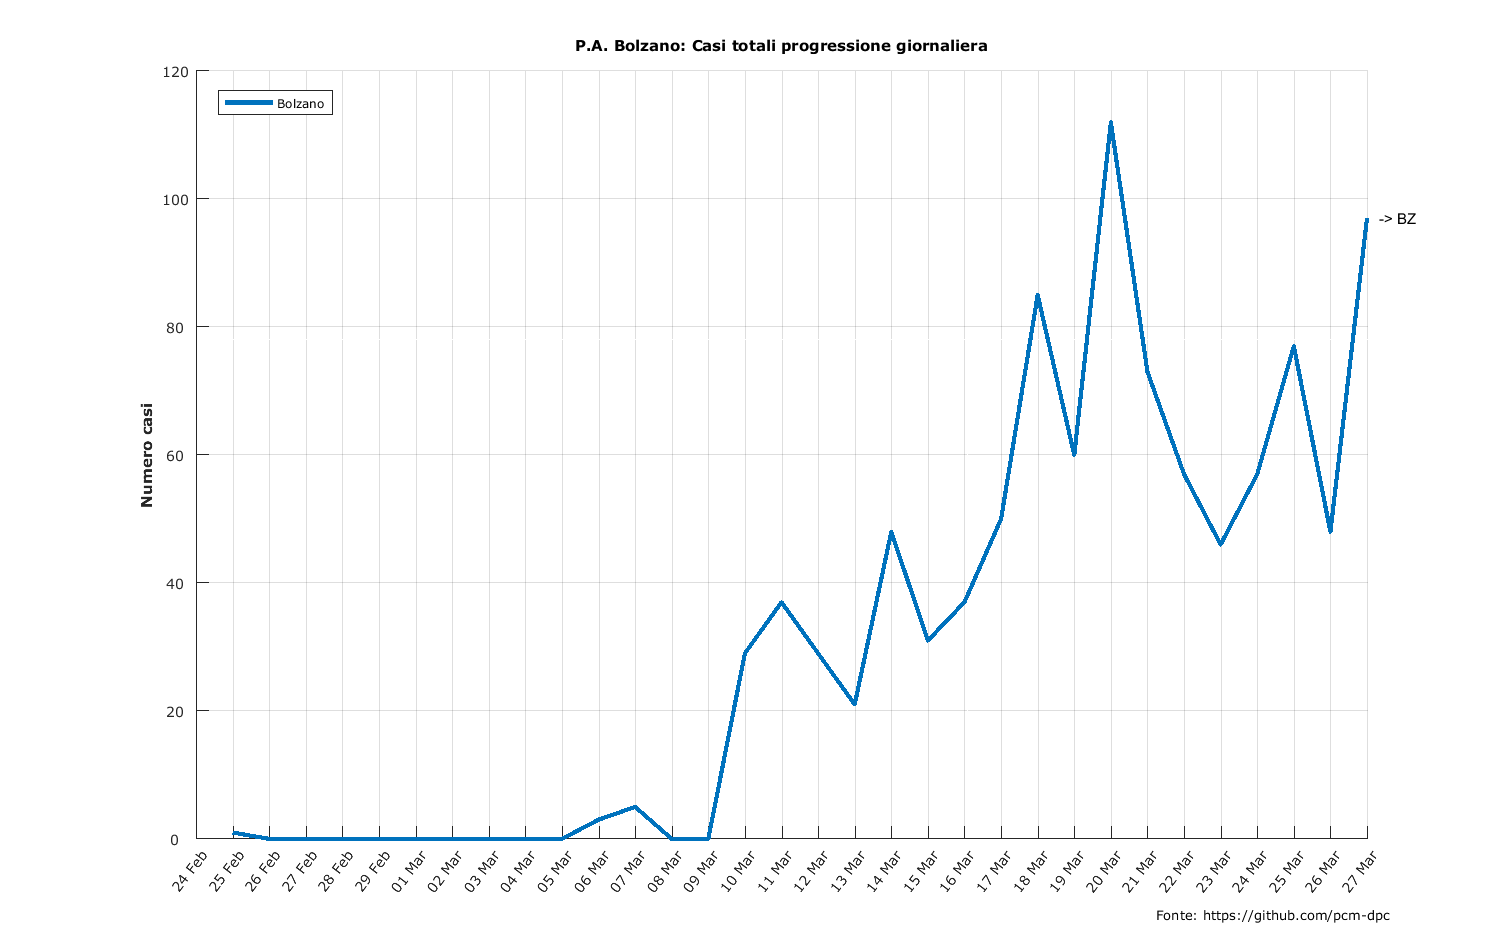 P.A. Bolzano: Casi totali progressione giornaliera
Bolzano
Numero casi
120
100
80
60
40
20
0
-> BZ
24 Feb
25 Feb
26 Feb
27 Feb
28 Feb
29 Feb
01 Mar
02 Mar
03 Mar
04 Mar
05 Mar
06 Mar
07 Mar
08 Mar
09 Mar
10 Mar
11 Mar
12 Mar
13 Mar
14 Mar
15 Mar
16 Mar
17 Mar
18 Mar
19 Mar
20 Mar
21 Mar
22 Mar
23 Mar
24 Mar
25 Mar
26 Mar
27 Mar
Fonte: https://github.com/pcm-dpc